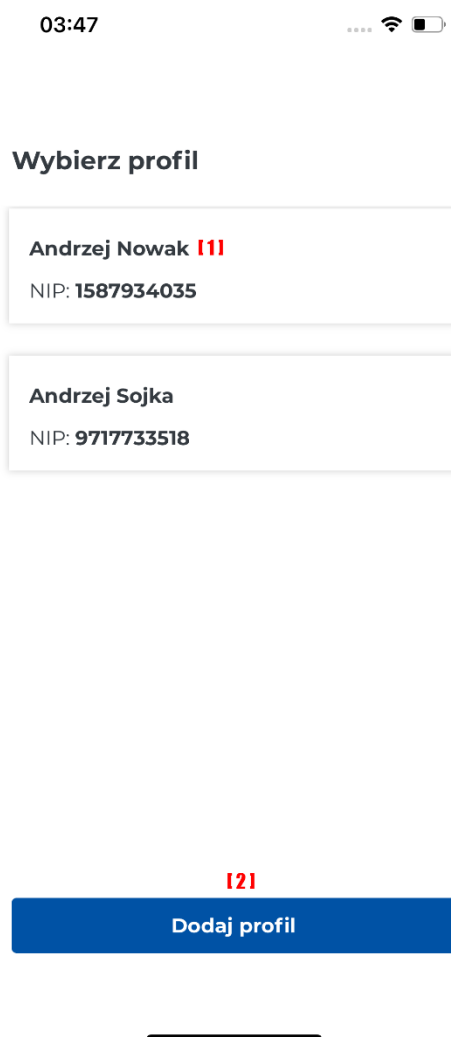 03:47
Wybierz profil
Andrzej Nowak [1]
NIP: 1587934035
Andrzej Sojka
NIP: 9717733518
[2]
Dodaj profil